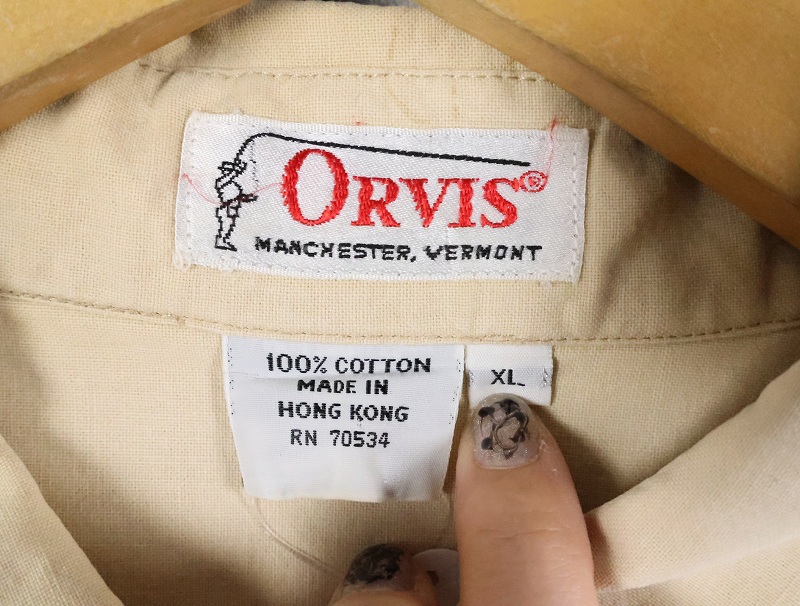 ORVIS®
MANCHESTER, VERMONT
100% COTTON
MADE IN
HONG KONG
RN 70534
XL